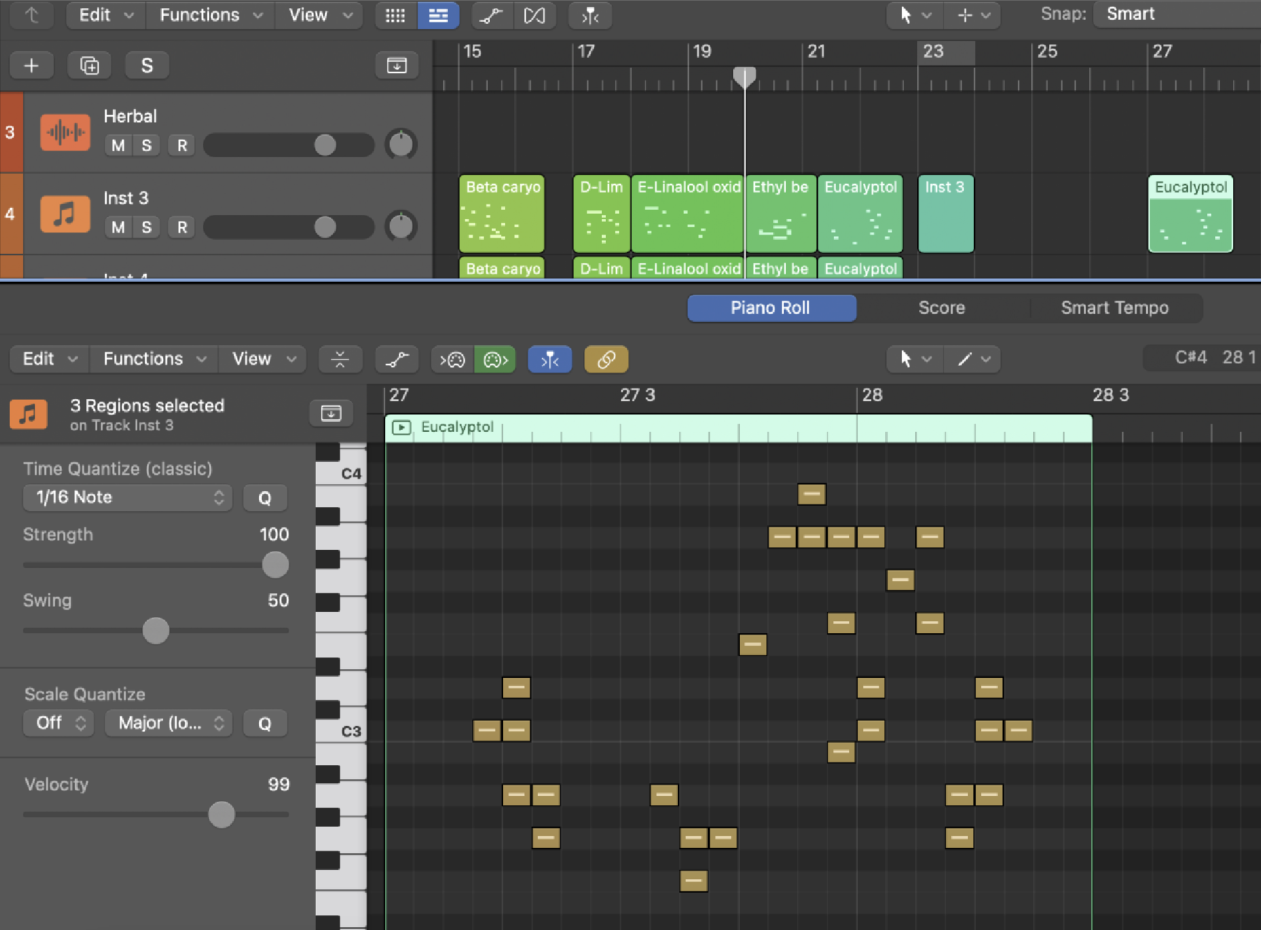 Edit Functions View Snap: Smart
15 17 19 21 23 25 27
+ S
3 Herbal
M S R
4 Inst 3
M S R
Beta caryo D-Lim E-Linalool oxid Ethyl be Eucalyptol Inst 3 Eucalyptol
Inst 4
Beta caryo D-Lim E-Linalool oxid Ethyl be Eucalyptol
Piano Roll Score Smart Tempo
Edit Functions View C#4 28 1
27 27 3 28 28 3
3 Regions selected
on Track Inst 3
Eucalyptol
Time Quantize (classic)
1/16 Note Q
Strength 100
Swing 50
Scale Quantize
Off Major (lo... Q
Velocity 99
C4
C3